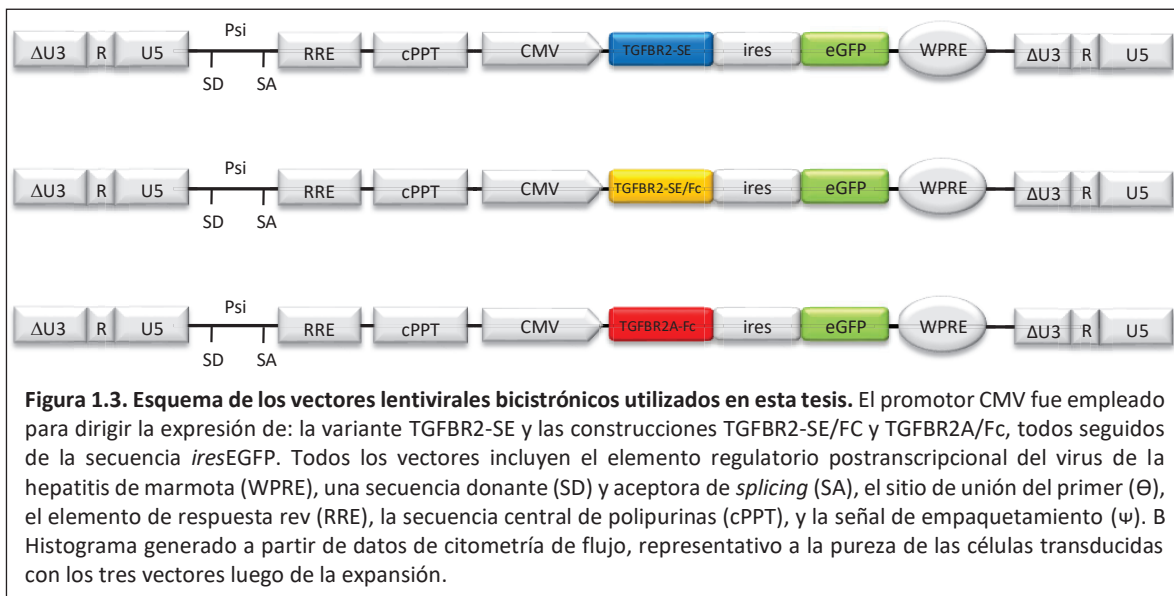 Psi
ΔU3 R U5 RRE cPPT CMV TGFBR2-SE ires eGFP WPRE ΔU3 R U5
SD SA
Psi
ΔU3 R U5 RRE cPPT CMV TGFBR2-SE/Fc ires eGFP WPRE ΔU3 R U5
SD SA
Psi
ΔU3 R U5 RRE cPPT CMV TGFBR2A-Fc ires eGFP WPRE ΔU3 R U5
SD SA
Figura 1.3. Esquema de los vectores lentivirales bicistrónicos utilizados en esta tesis. El promotor CMV fue empleado
para dirigir la expresión de: la variante TGFBR2-SE y las construcciones TGFBR2-SE/FC y TGFBR2A/Fc, todos seguidos
de la secuencia iresEGFP. Todos los vectores incluyen el elemento regulatorio postranscripcional del virus de la
hepatitis de marmota (WPRE), una secuencia donante (SD) y aceptora de splicing (SA), el sitio de unión del primer (Ө),
el elemento de respuesta rev (RRE), la secuencia central de polipurinas (cPPT), y la señal de empaquetamiento (ψ). B
Histograma generado a partir de datos de citometría de flujo, representativo a la pureza de las células transducidas
con los tres vectores luego de la expansión.